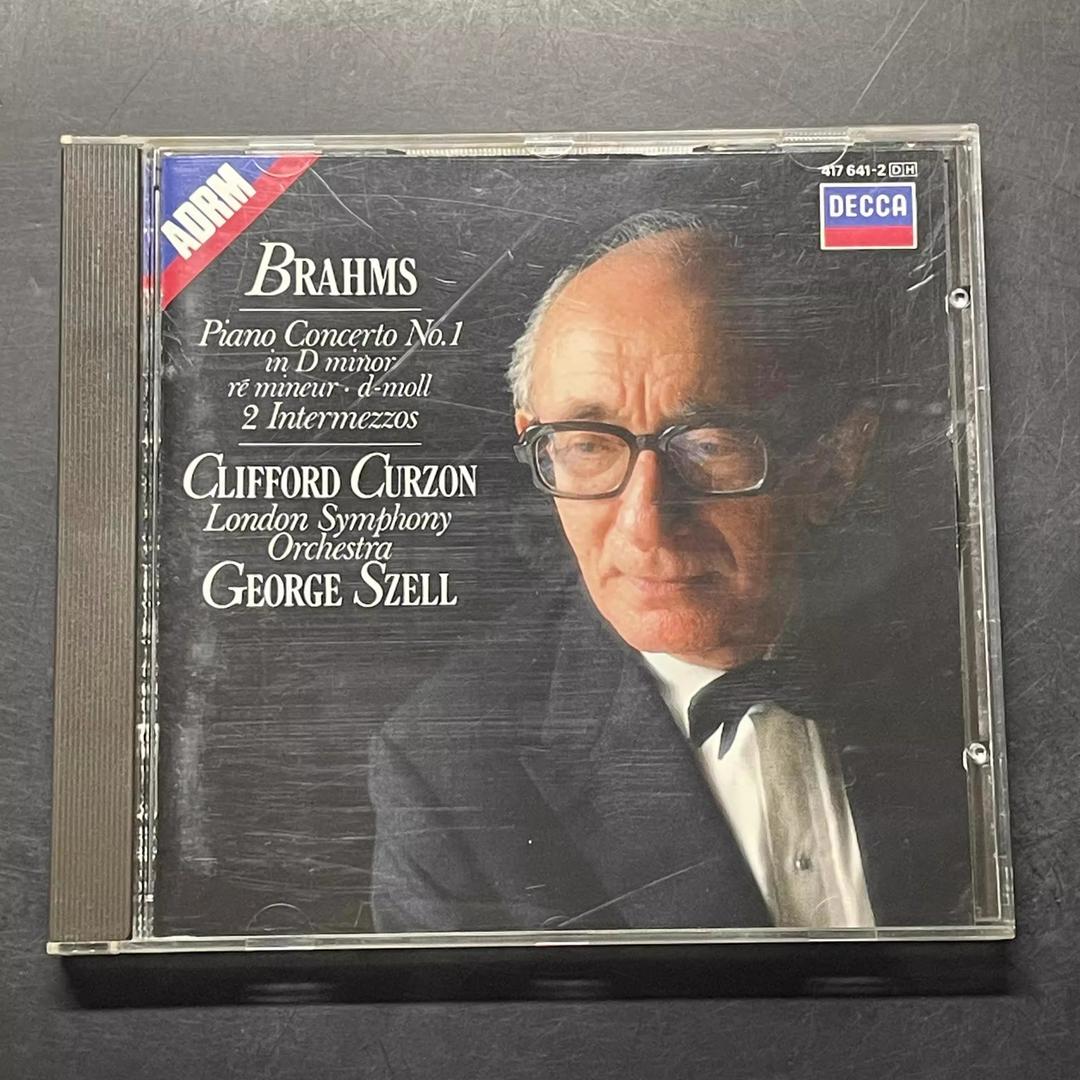 ADRM
417 641-2 DH
DECCA
BRAHMS
Piano Concerto No.1
in D minor
ré mineur · d-moll
2 Intermezzos
CLIFFORD CURZON
London Symphony
Orchestra
GEORGE SZELL